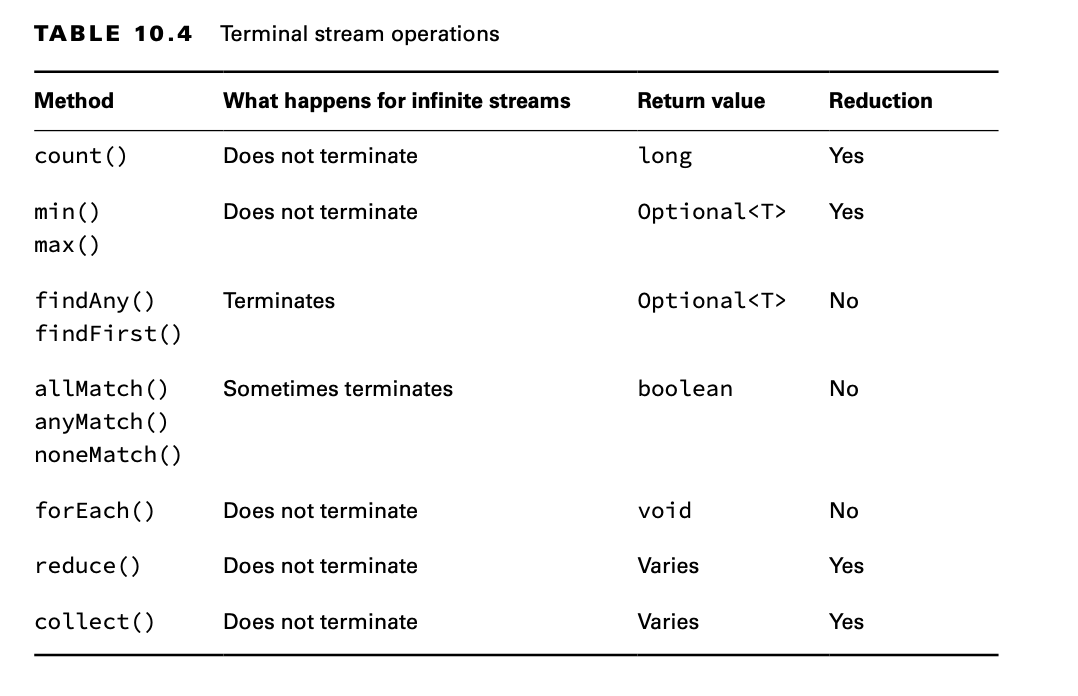 TABLE 10.4 Terminal stream operations
Method What happens for infinite streams Return value Reduction
count() Does not terminate long Yes
min() Does not terminate Optional<T> Yes
max()
findAny() Terminates Optional<T> No
findFirst()
allMatch() Sometimes terminates boolean No
anyMatch()
noneMatch()
forEach() Does not terminate void No
reduce() Does not terminate Varies Yes
collect() Does not terminate Varies Yes